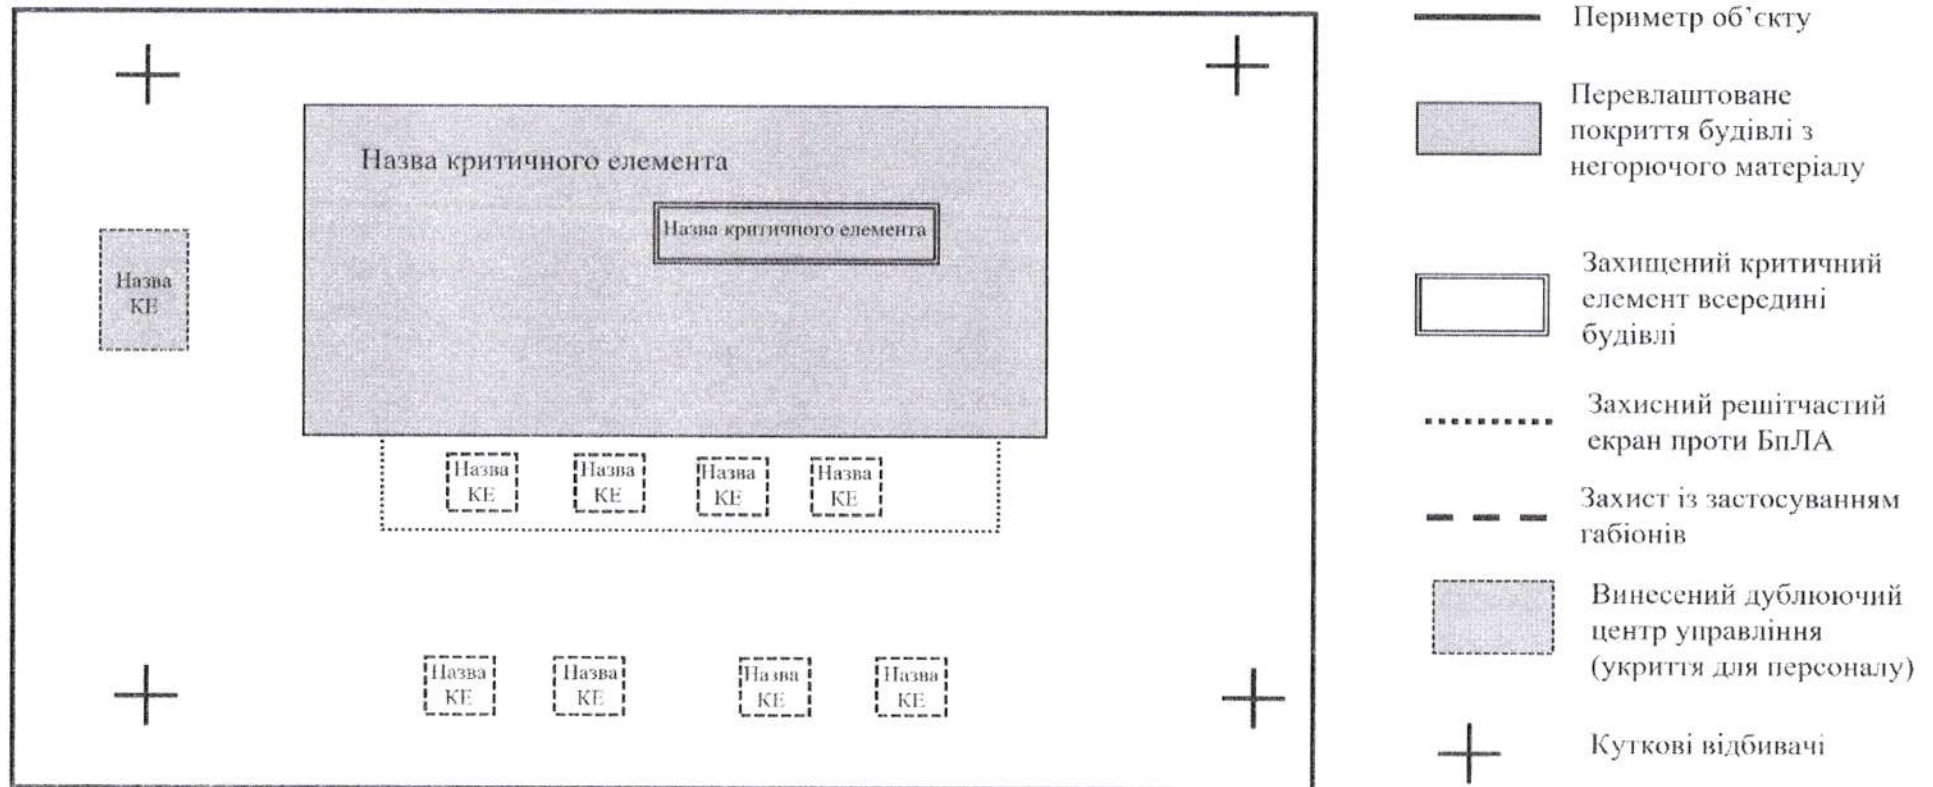 Назва критичного елемента
Назва критичного елемента
Назва
КЕ
Назва
КЕ
Назва
КЕ
Назва
КЕ
Назва
КЕ
Назва
КЕ
Назва
КЕ
Назва
КЕ
Назва
КЕ
Периметр об’єкту
Перевлаштоване
покриття будівлі з
негорючого матеріалу
Захищений критичний
елемент всередині
будівлі
Захисний решітчастий
екран проти БпЛА
Захист із застосуванням
габіонів
Винесений дублюючий
центр управління
(укриття для персоналу)
Куткові відбивачі